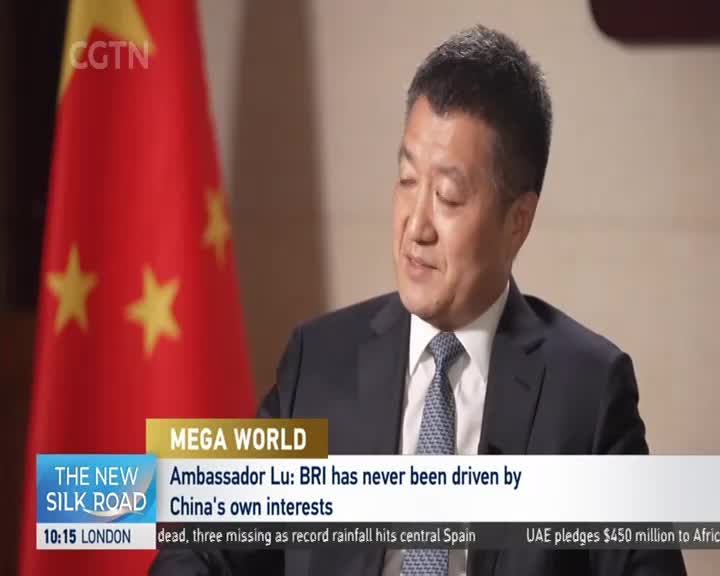 CGTN
MEGA WORLD
THE NEW
SILK ROAD
Ambassador Lu: BRI has never been driven by
China's own interests
10:15 LONDON
dead, three missing as record rainfall hits central Spain UAE pledges $450 million to Afric